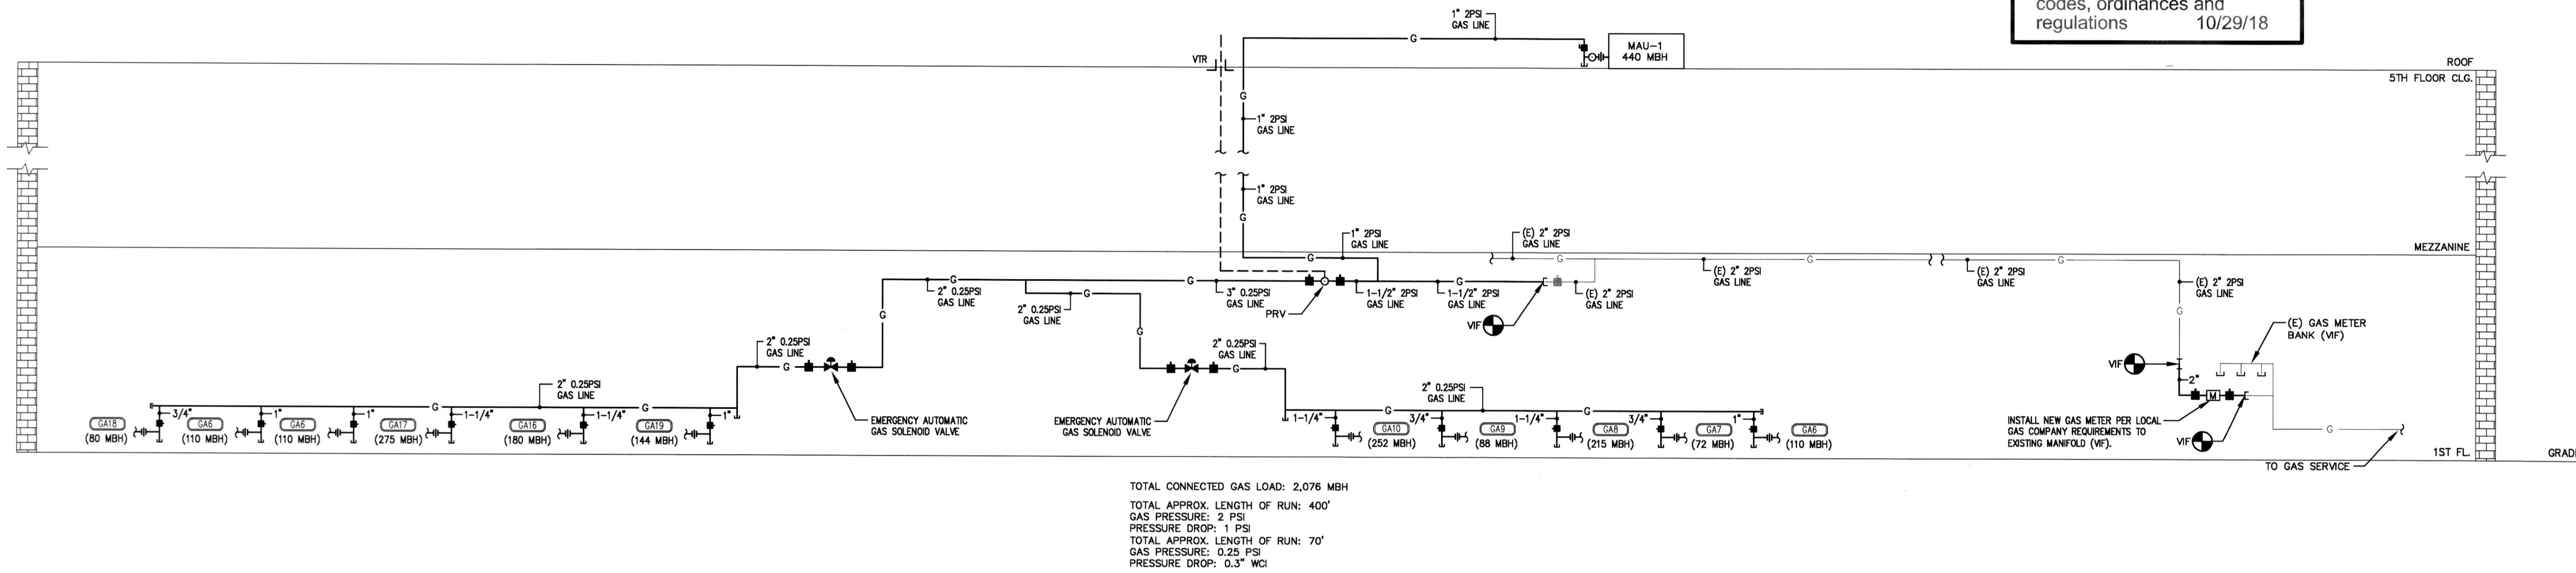 codes, ordinances and
regulations 10/29/18
1" 2PSI
GAS LINE
G
MAU-1
440 MBH
VTR
ROOF
5TH FLOOR CLG.
G
1" 2PSI
GAS LINE
1" 2PSI
GAS LINE
G
1" 2PSI
GAS LINE
(E) 2" 2PSI
GAS LINE
MEZZANINE
G
G
G
G
(E) 2" 2PSI
GAS LINE
(E) 2" 2PSI
GAS LINE
(E) 2" 2PSI
GAS LINE
(E) 2" 2PSI
GAS LINE
G
G
G
2" 0.25PSI
GAS LINE
G
2" 0.25PSI
GAS LINE
3" 0.25PSI
GAS LINE
PRV
1-1/2" 2PSI
GAS LINE
1-1/2" 2PSI
GAS LINE
VIF
G
G
G
(E) GAS METER
BANK (VIF)
2" 0.25PSI
GAS LINE
G
2" 0.25PSI
GAS LINE
G
VIF
2"
M
2" 0.25PSI
GAS LINE
2" 0.25PSI
GAS LINE
G
G
G
G
3/4"
1"
1"
1-1/4"
1-1/4"
1"
GA18
(80 MBH)
GA6
(110 MBH)
GA6
(110 MBH)
GA17
(275 MBH)
GA16
(180 MBH)
GA19
(144 MBH)
EMERGENCY AUTOMATIC
GAS SOLENOID VALVE
EMERGENCY AUTOMATIC
GAS SOLENOID VALVE
1-1/4"
3/4"
1-1/4"
3/4"
1"
GA10
(252 MBH)
GA9
(88 MBH)
GA8
(215 MBH)
GA7
(72 MBH)
GA6
(110 MBH)
INSTALL NEW GAS METER PER LOCAL
GAS COMPANY REQUIREMENTS TO
EXISTING MANIFOLD (VIF).
VIF
G
TO GAS SERVICE
1ST FL.
GRAD
TOTAL CONNECTED GAS LOAD: 2,076 MBH
TOTAL APPROX. LENGTH OF RUN: 400'
GAS PRESSURE: 2 PSI
PRESSURE DROP: 1 PSI
TOTAL APPROX. LENGTH OF RUN: 70'
GAS PRESSURE: 0.25 PSI
PRESSURE DROP: 0.3" WCI